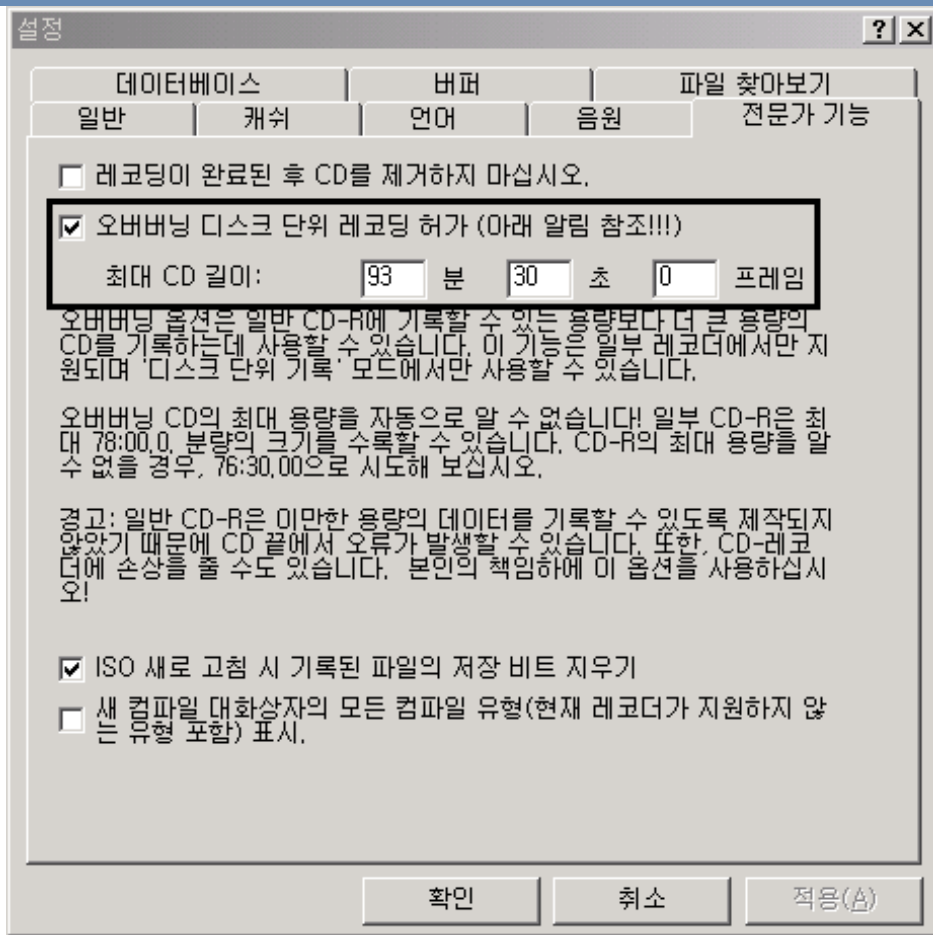 설정
데이터베이스 버퍼 파일 찾아보기
일반 캐쉬 언어 음원 전문가 기능
레코딩이 완료된 후 CD를 제거하지 마십시오.
오버버닝 디스크 단위 레코딩 허가 (아래 알림 참조!!!)
최대 CD 길이: 93 분 30 초 0 프레임
오버버닝 옵션은 일반 CD-R에 기록할 수 있는 용량보다 더 큰 용량의
CD를 기록하는데 사용할 수 있습니다. 이 기능은 일부 레코더에서만 지
원되며 '디스크 단위 기록' 모드에서만 사용할 수 있습니다.
오버버닝 CD의 최대 용량을 자동으로 알 수 없습니다! 일부 CD-R은 최
대 78:00.0. 분량의 크기를 수록할 수 있습니다. CD-R의 최대 용량을 알
수 없을 경우, 76:30.00으로 시도해 보십시오.
경고: 일반 CD-R은 이만한 용량의 데이터를 기록할 수 있도록 제작되지
않았기 때문에 CD 끝에서 오류가 발생할 수 있습니다. 또한, CD-레코
더에 손상을 줄 수도 있습니다. 본인의 책임하에 이 옵션을 사용하십시
오!
ISO 새로 고침 시 기록된 파일의 저장 비트 지우기
새 컴파일 대화상자의 모든 컴파일 유형(현재 레코더가 지원하지 않
는 유형 포함) 표시.
확인 취소 적용(A)